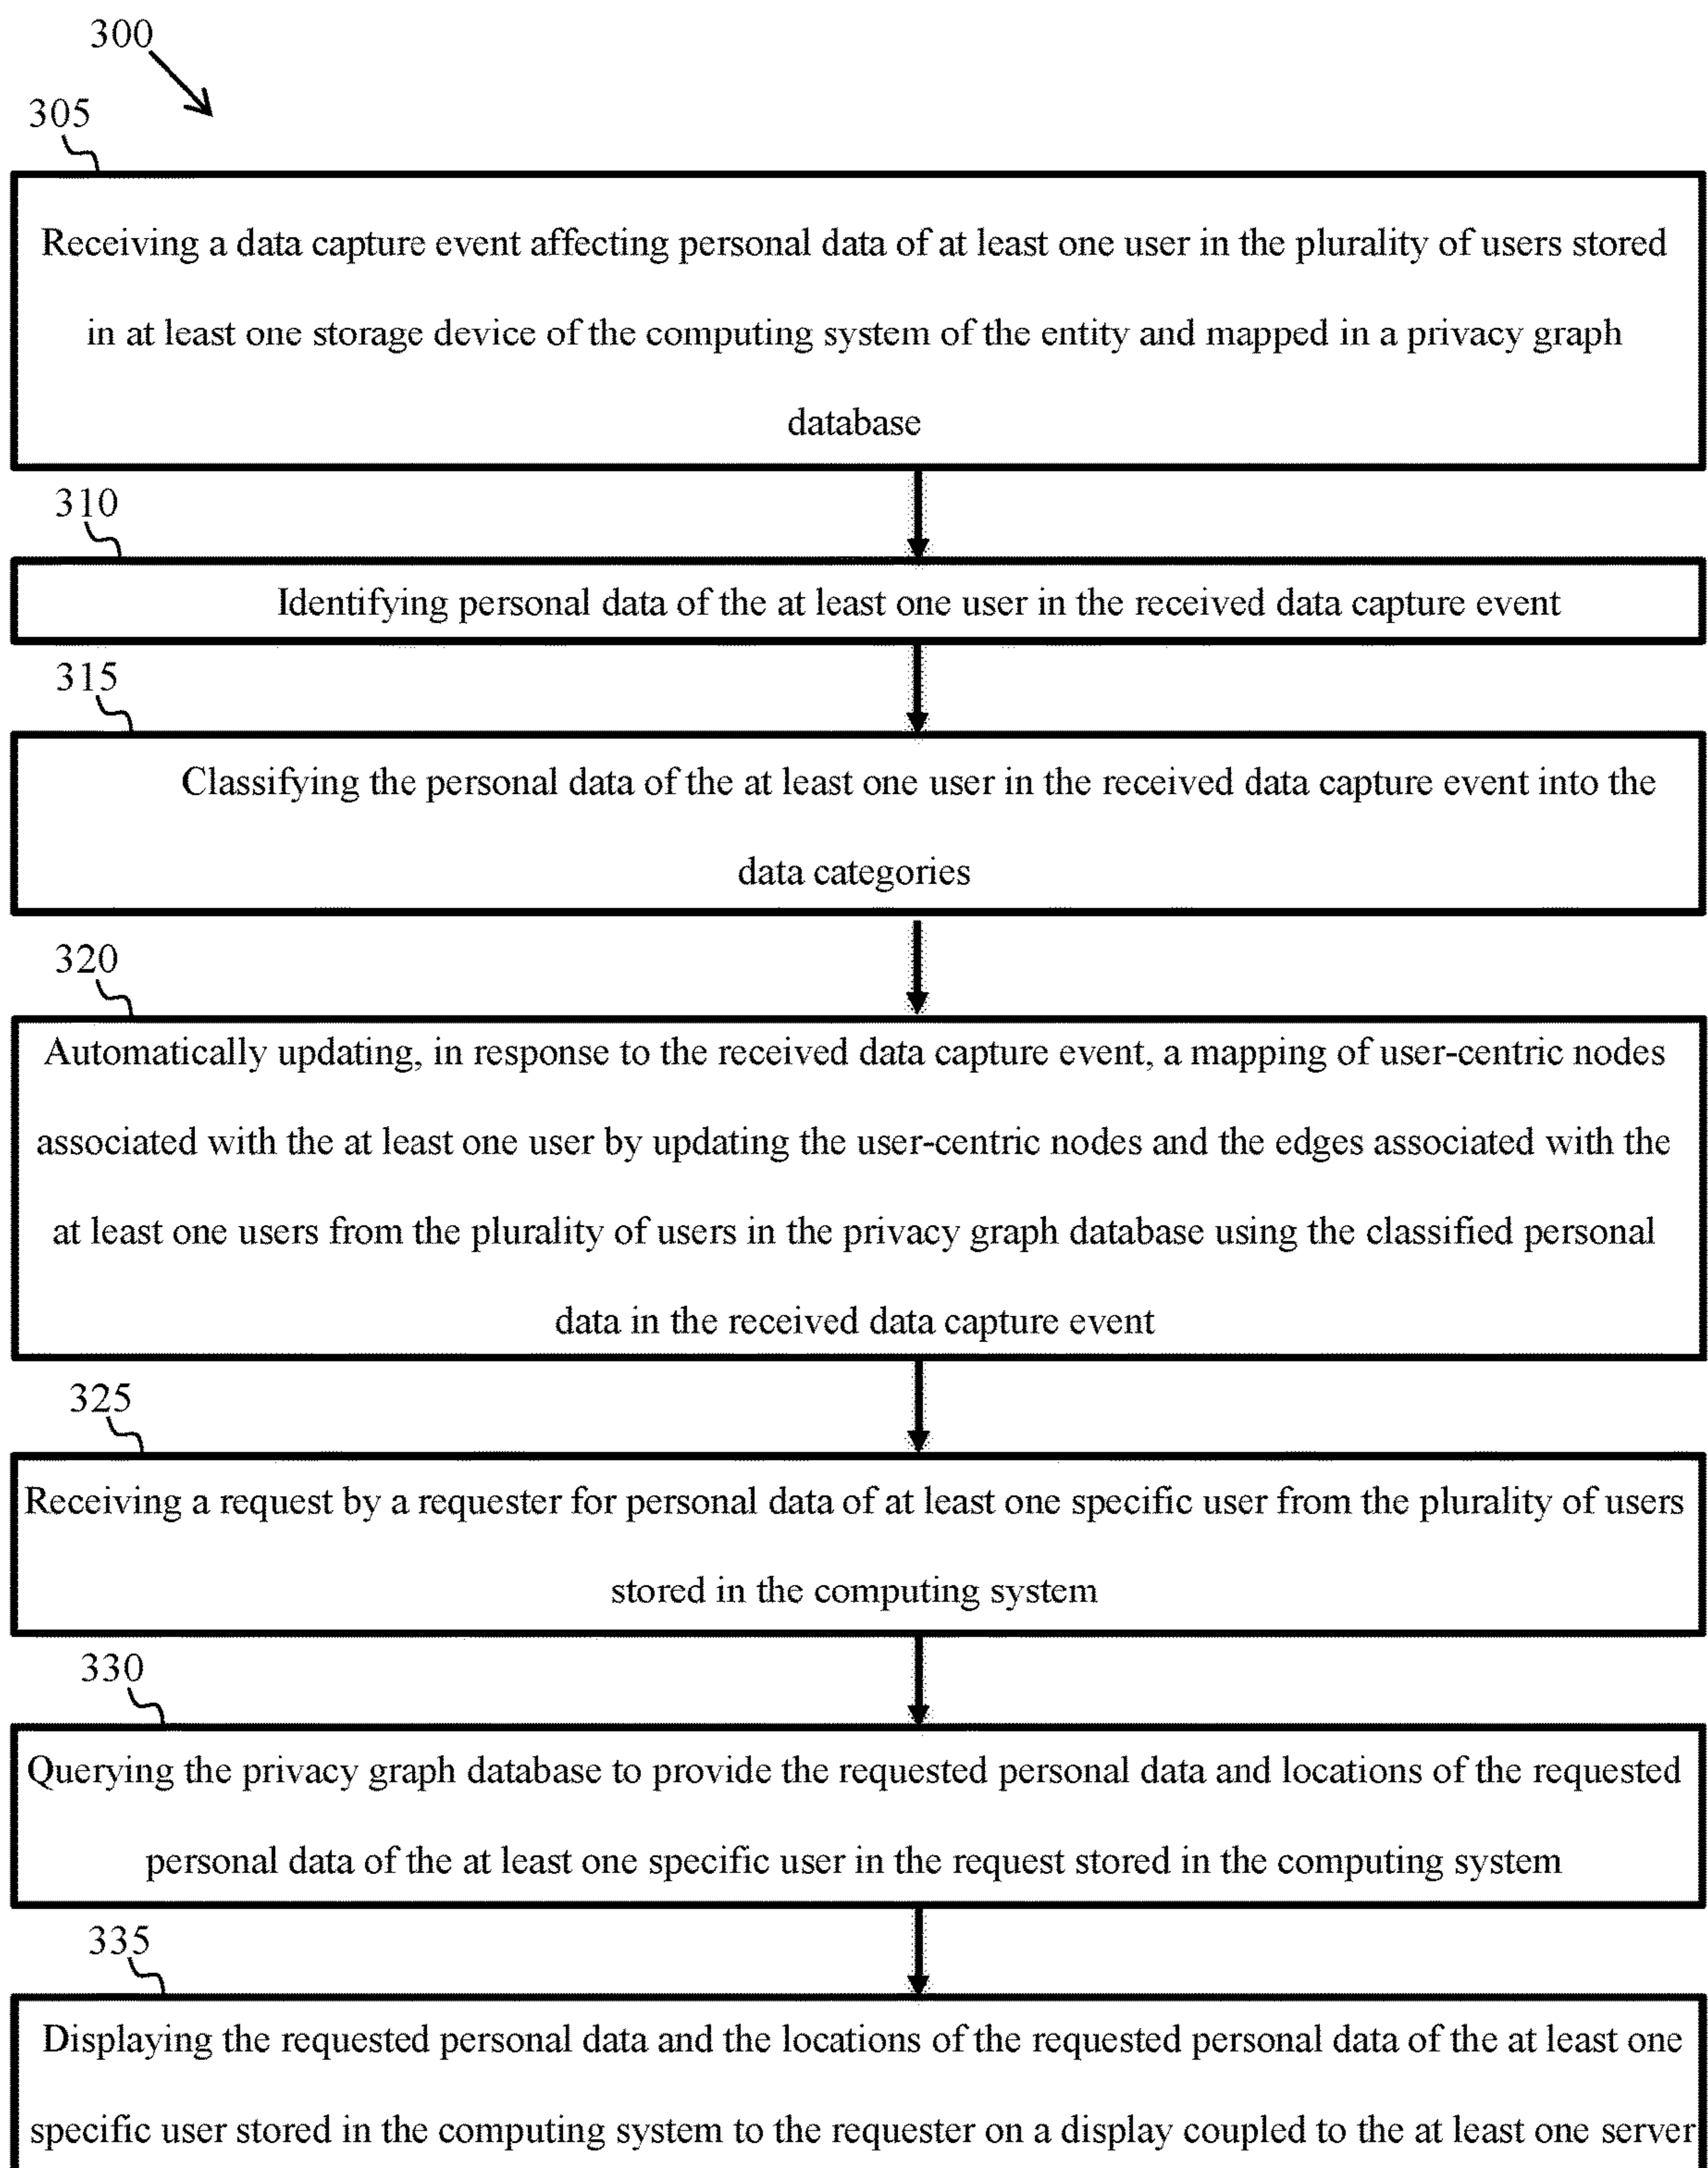 300
305
Receiving a data capture event affecting personal data of at least one user in the plurality of users stored
in at least one storage device of the computing system of the entity and mapped in a privacy graph
database
310
Identifying personal data of the at least one user in the received data capture event
315
Classifying the personal data of the at least one user in the received data capture event into the
data categories
320
Automatically updating, in response to the received data capture event, a mapping of user-centric nodes
associated with the at least one user by updating the user-centric nodes and the edges associated with the
at least one users from the plurality of users in the privacy graph database using the classified personal
data in the received data capture event
325
Receiving a request by a requester for personal data of at least one specific user from the plurality of users
stored in the computing system
330
Querying the privacy graph database to provide the requested personal data and locations of the requested
personal data of the at least one specific user in the request stored in the computing system
335
Displaying the requested personal data and the locations of the requested personal data of the at least one
specific user stored in the computing system to the requester on a display coupled to the at least one server